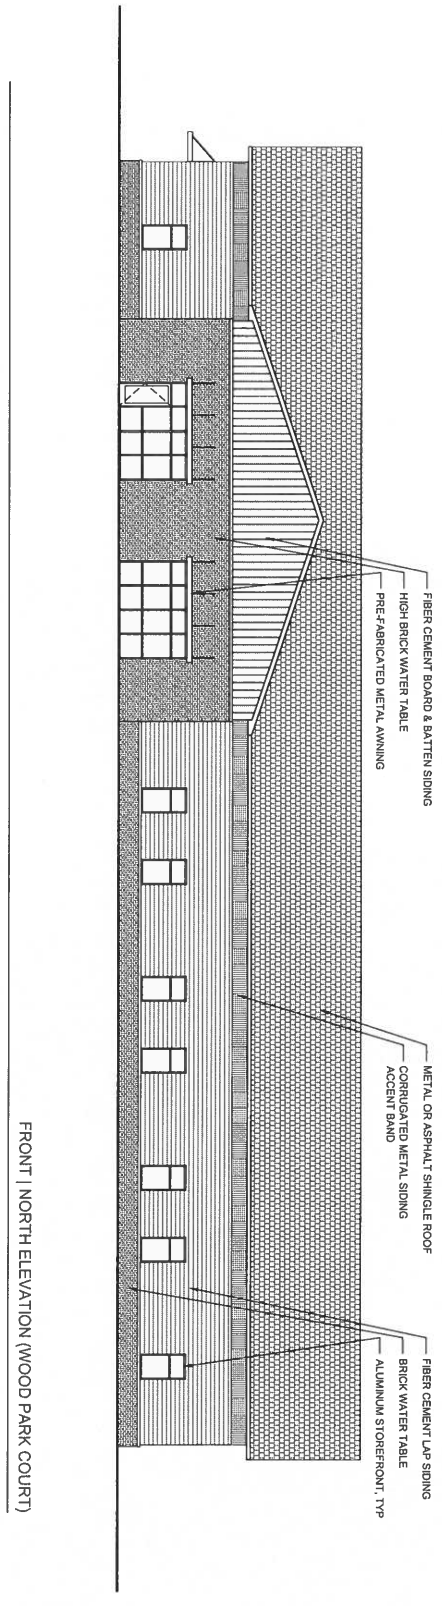 FIBER CEMENT BOARD & BATTEN SIDING
HIGH BRICK WATER TABLE
PRE-FABRICATED METAL AWNING
METAL OR ASPHALT SHINGLE ROOF
CORRUGATED METAL SIDING
ACCENT BAND
FIBER CEMENT LAP SIDING
BRICK WATER TABLE
ALUMINUM STOREFRONT, TYP
FRONT | NORTH ELEVATION (WOOD PARK COURT)